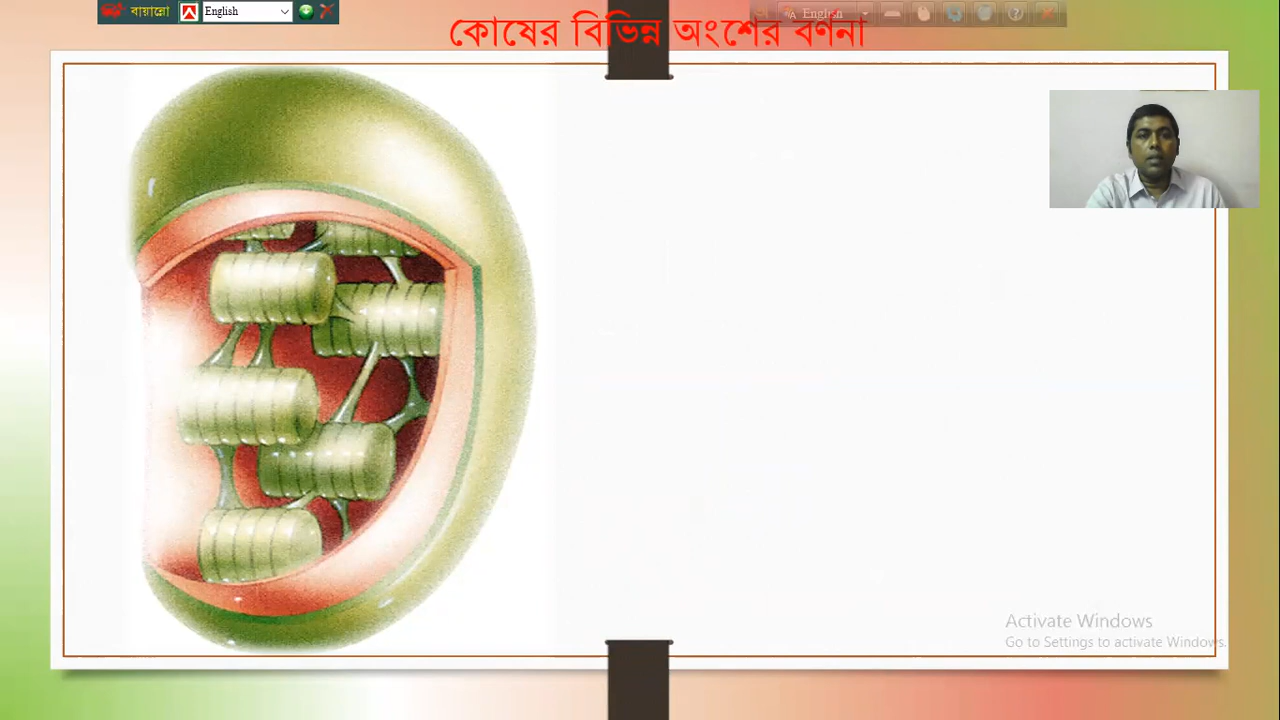 বায়ান্নো English
English
কোষের বিভিন্ন অংশের বর্ণনা
Activate Windows
Go to Settings to activate Windows.